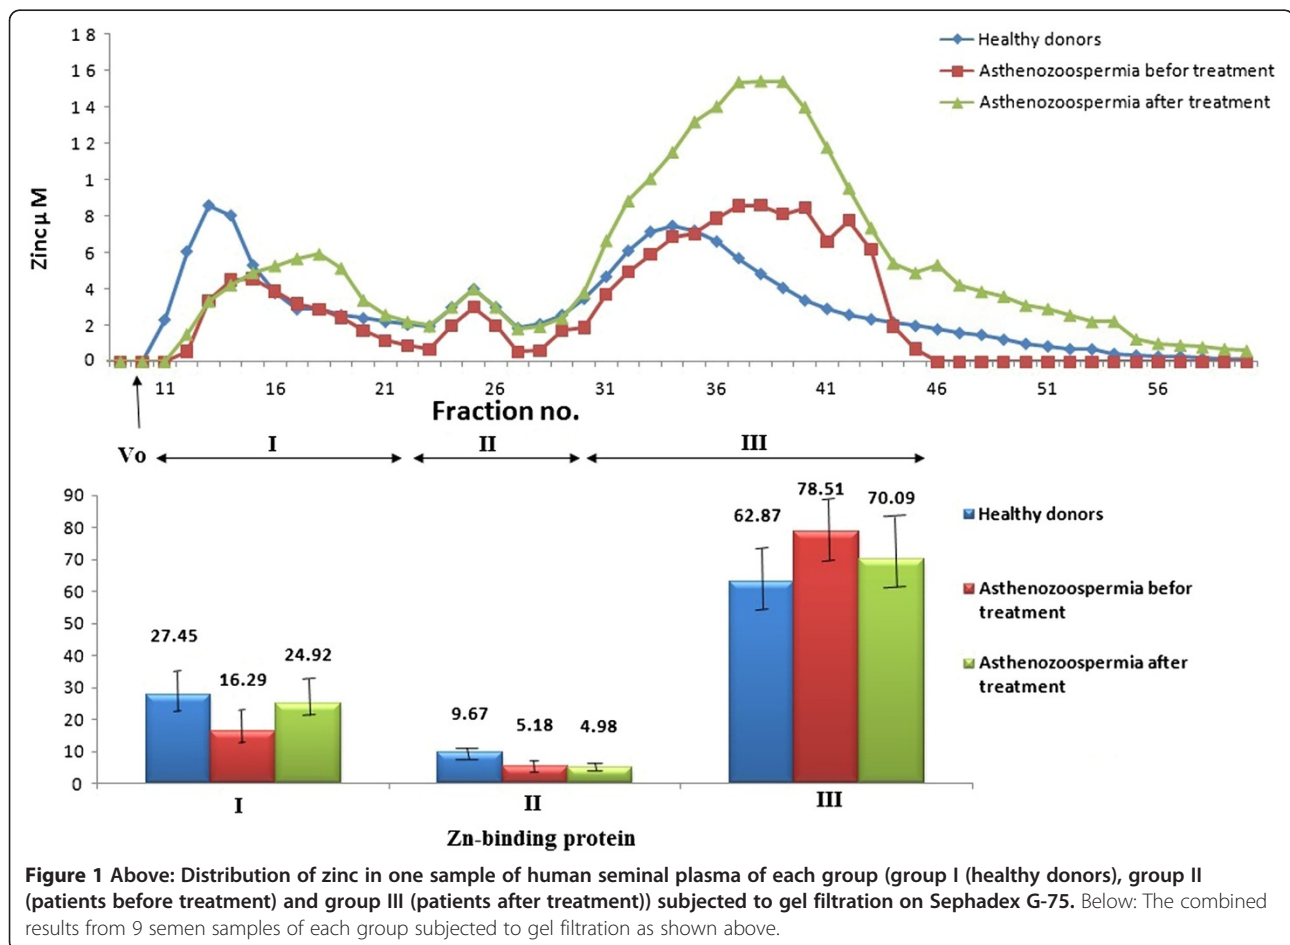 18
16
14
12
1
8
6
4
2
0
Zincµ M
Healthy donors
Asthenozoospermia befor treatment
Asthenozoospermia after treatment
11 16 21 26 31 36 41 46 51 56
Fraction no.
Vo
I II III
90
80
70
60
50
40
30
20
10
0
27.45
16.29
24.92
9.67
5.18
4.98
62.87
78.51
70.09
Healthy donors
Asthenozoospermia befor
treatment
Asthenozoospermia after
treatment
I II III
Zn-binding protein
Figure 1 Above: Distribution of zinc in one sample of human seminal plasma of each group (group I (healthy donors), group II
(patients before treatment) and group III (patients after treatment)) subjected to gel filtration on Sephadex G-75. Below: The combined
results from 9 semen samples of each group subjected to gel filtration as shown above.